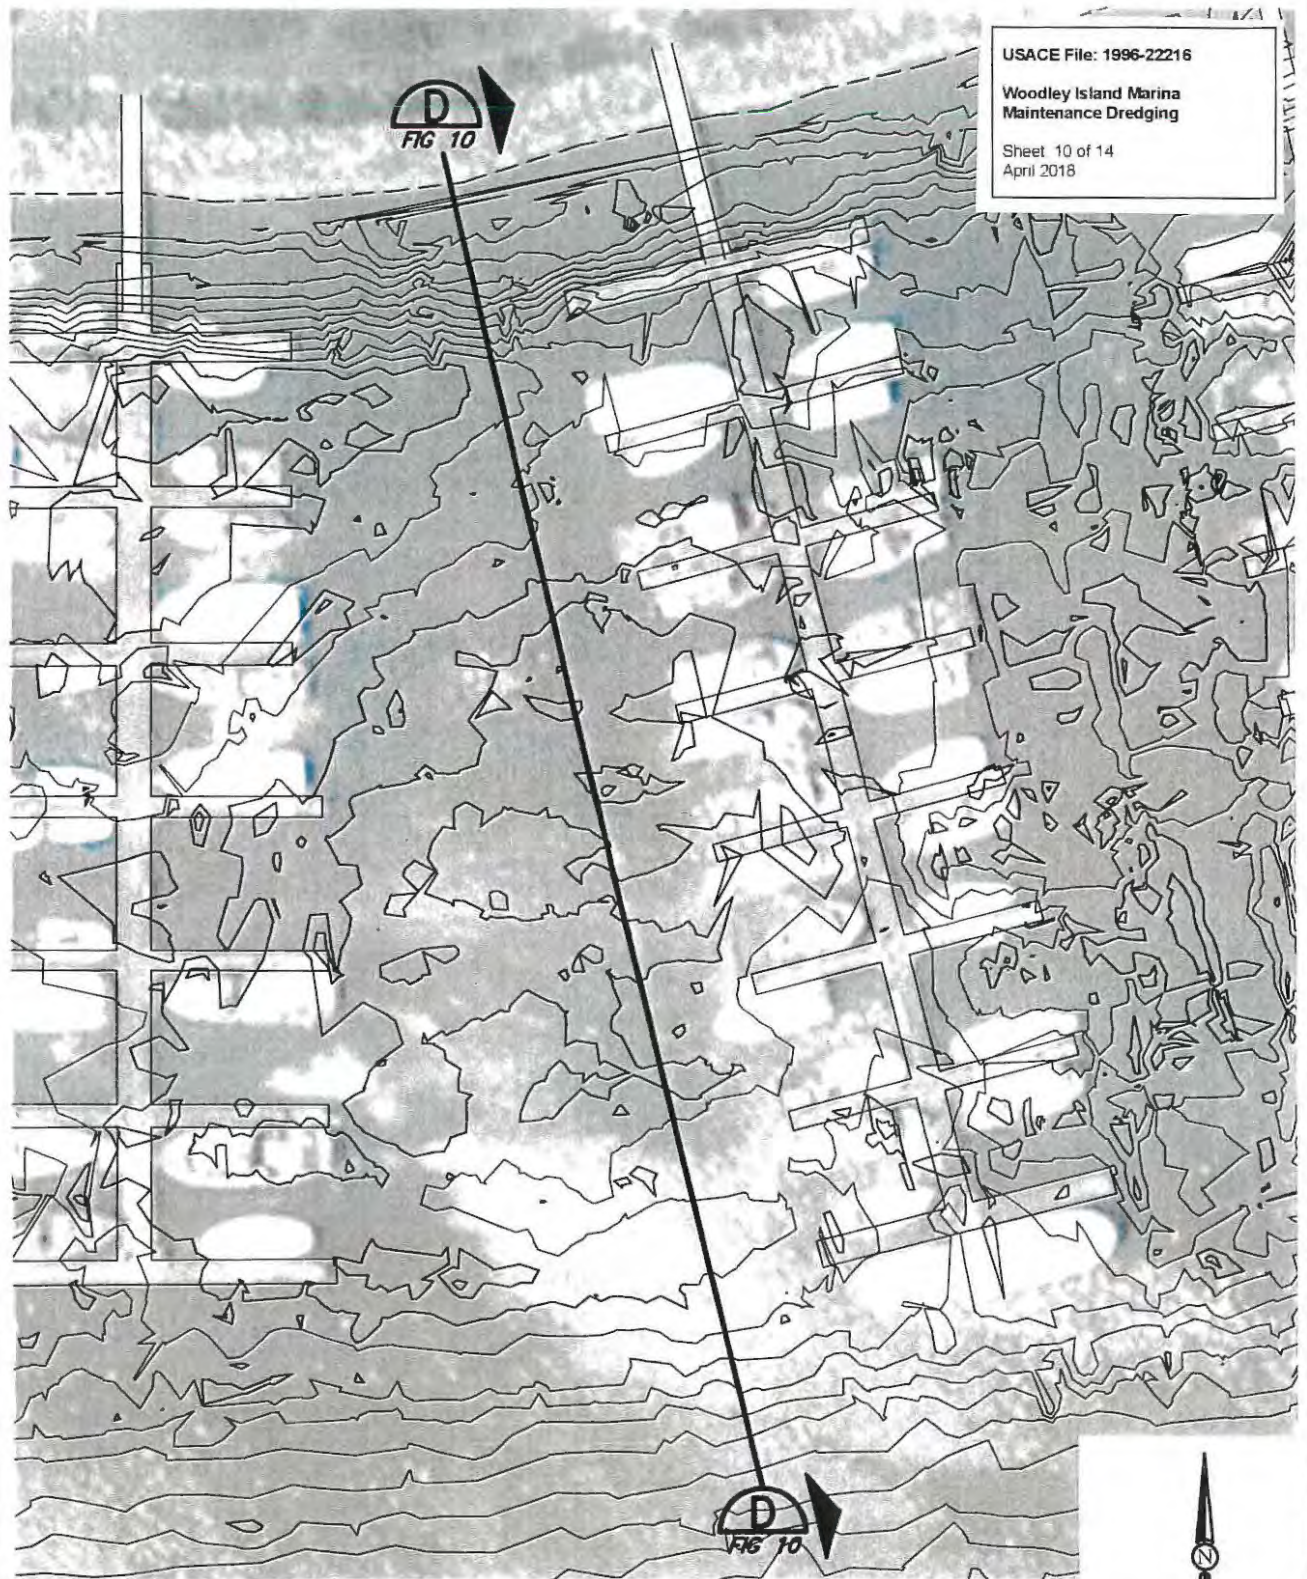 USACE File: 1996-22216
Woodley Island Marina
Maintenance Dredging
Sheet 10 of 14
April 2018
D
FIG 10
D
FIG 10
N